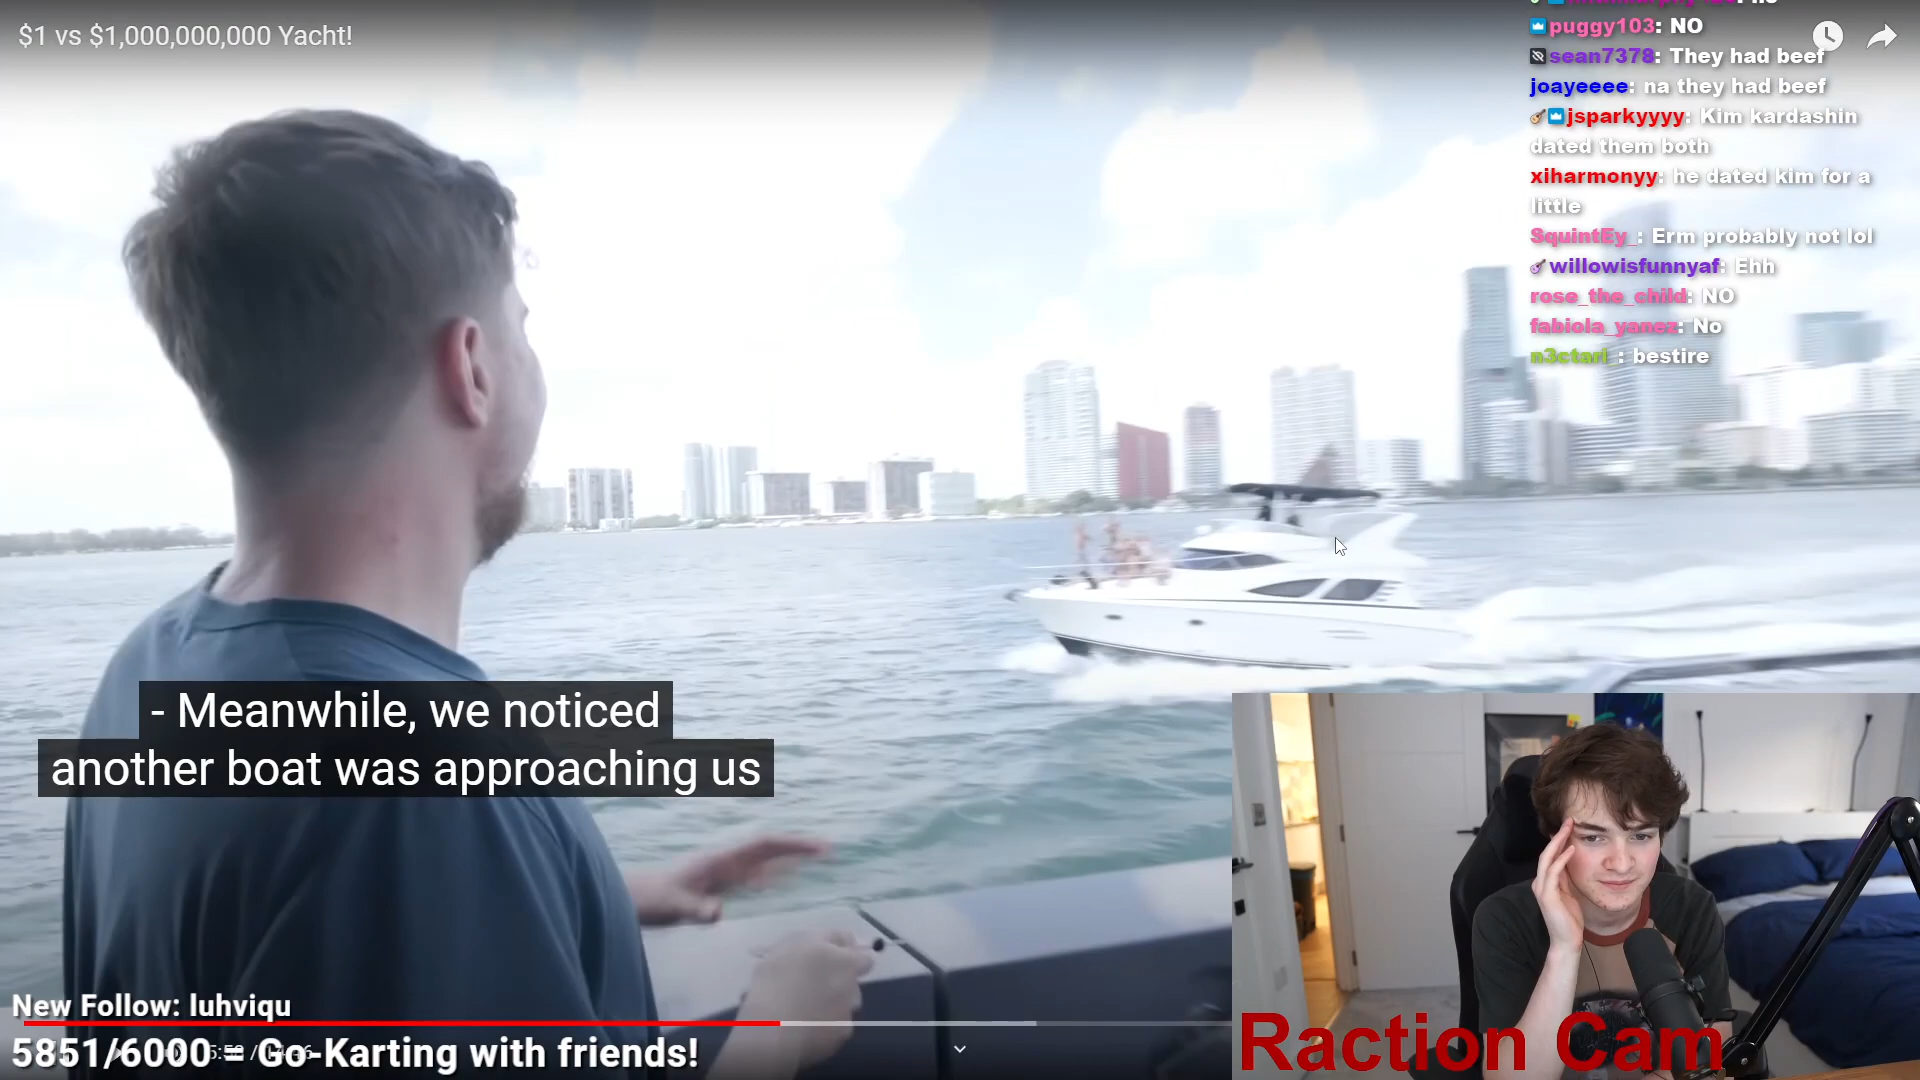 $1 vs $1,000,000,000 Yacht!
puggy103: NO
sean7378: They had beef
joayeeee: na they had beef
jsparkyyyy: Kim kardashin
dated them both
xiharmonyy: he dated kim for a
little
SquintEy_: Erm probably not lol
willowisfunnyaf: Ehh
rose_the_child: NO
fabiola_yanez: No
n3ctarl_: bestire
- Meanwhile, we noticed
another boat was approaching us
New Follow: luhviqu
5851/6000 = Go-Karting with friends!
Raction Cam